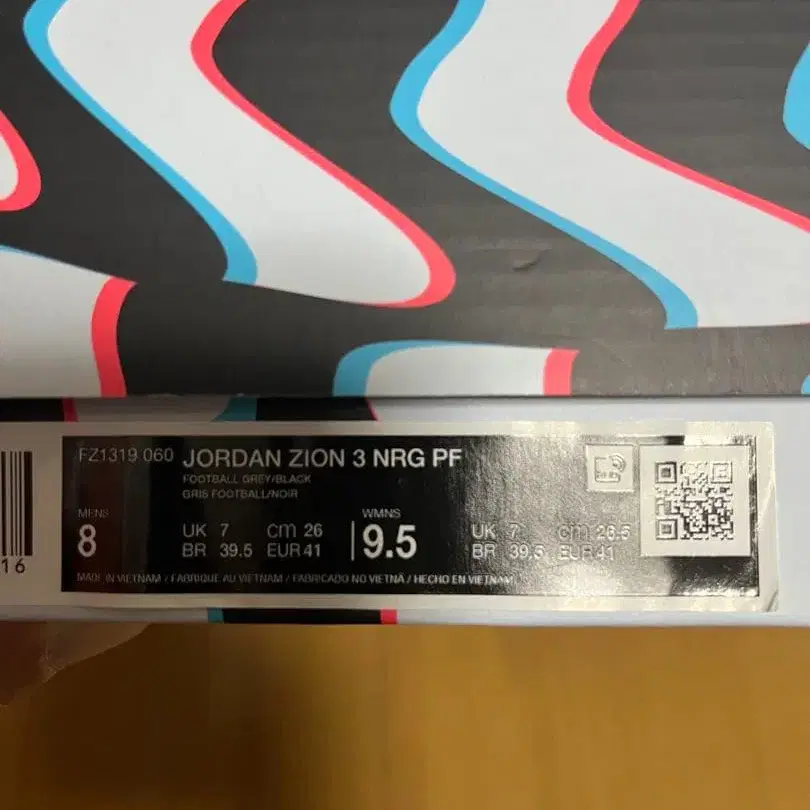 FZ1319 060 JORDAN ZION 3 NRG PF
FOOTBALL GREY/BLACK
GRIS FOOTBALL/NOIR
MENS
8
UK 7 cm 26
BR 39.5 EUR 41
WMNS
9.5
UK 7 cm 26.5
BR 39.5 EUR 41
MADE IN VIETNAM / FABRIQUE AU VIETNAM / FABRICADO NO VIETNÃ / HECHO EN VIETNAM
16